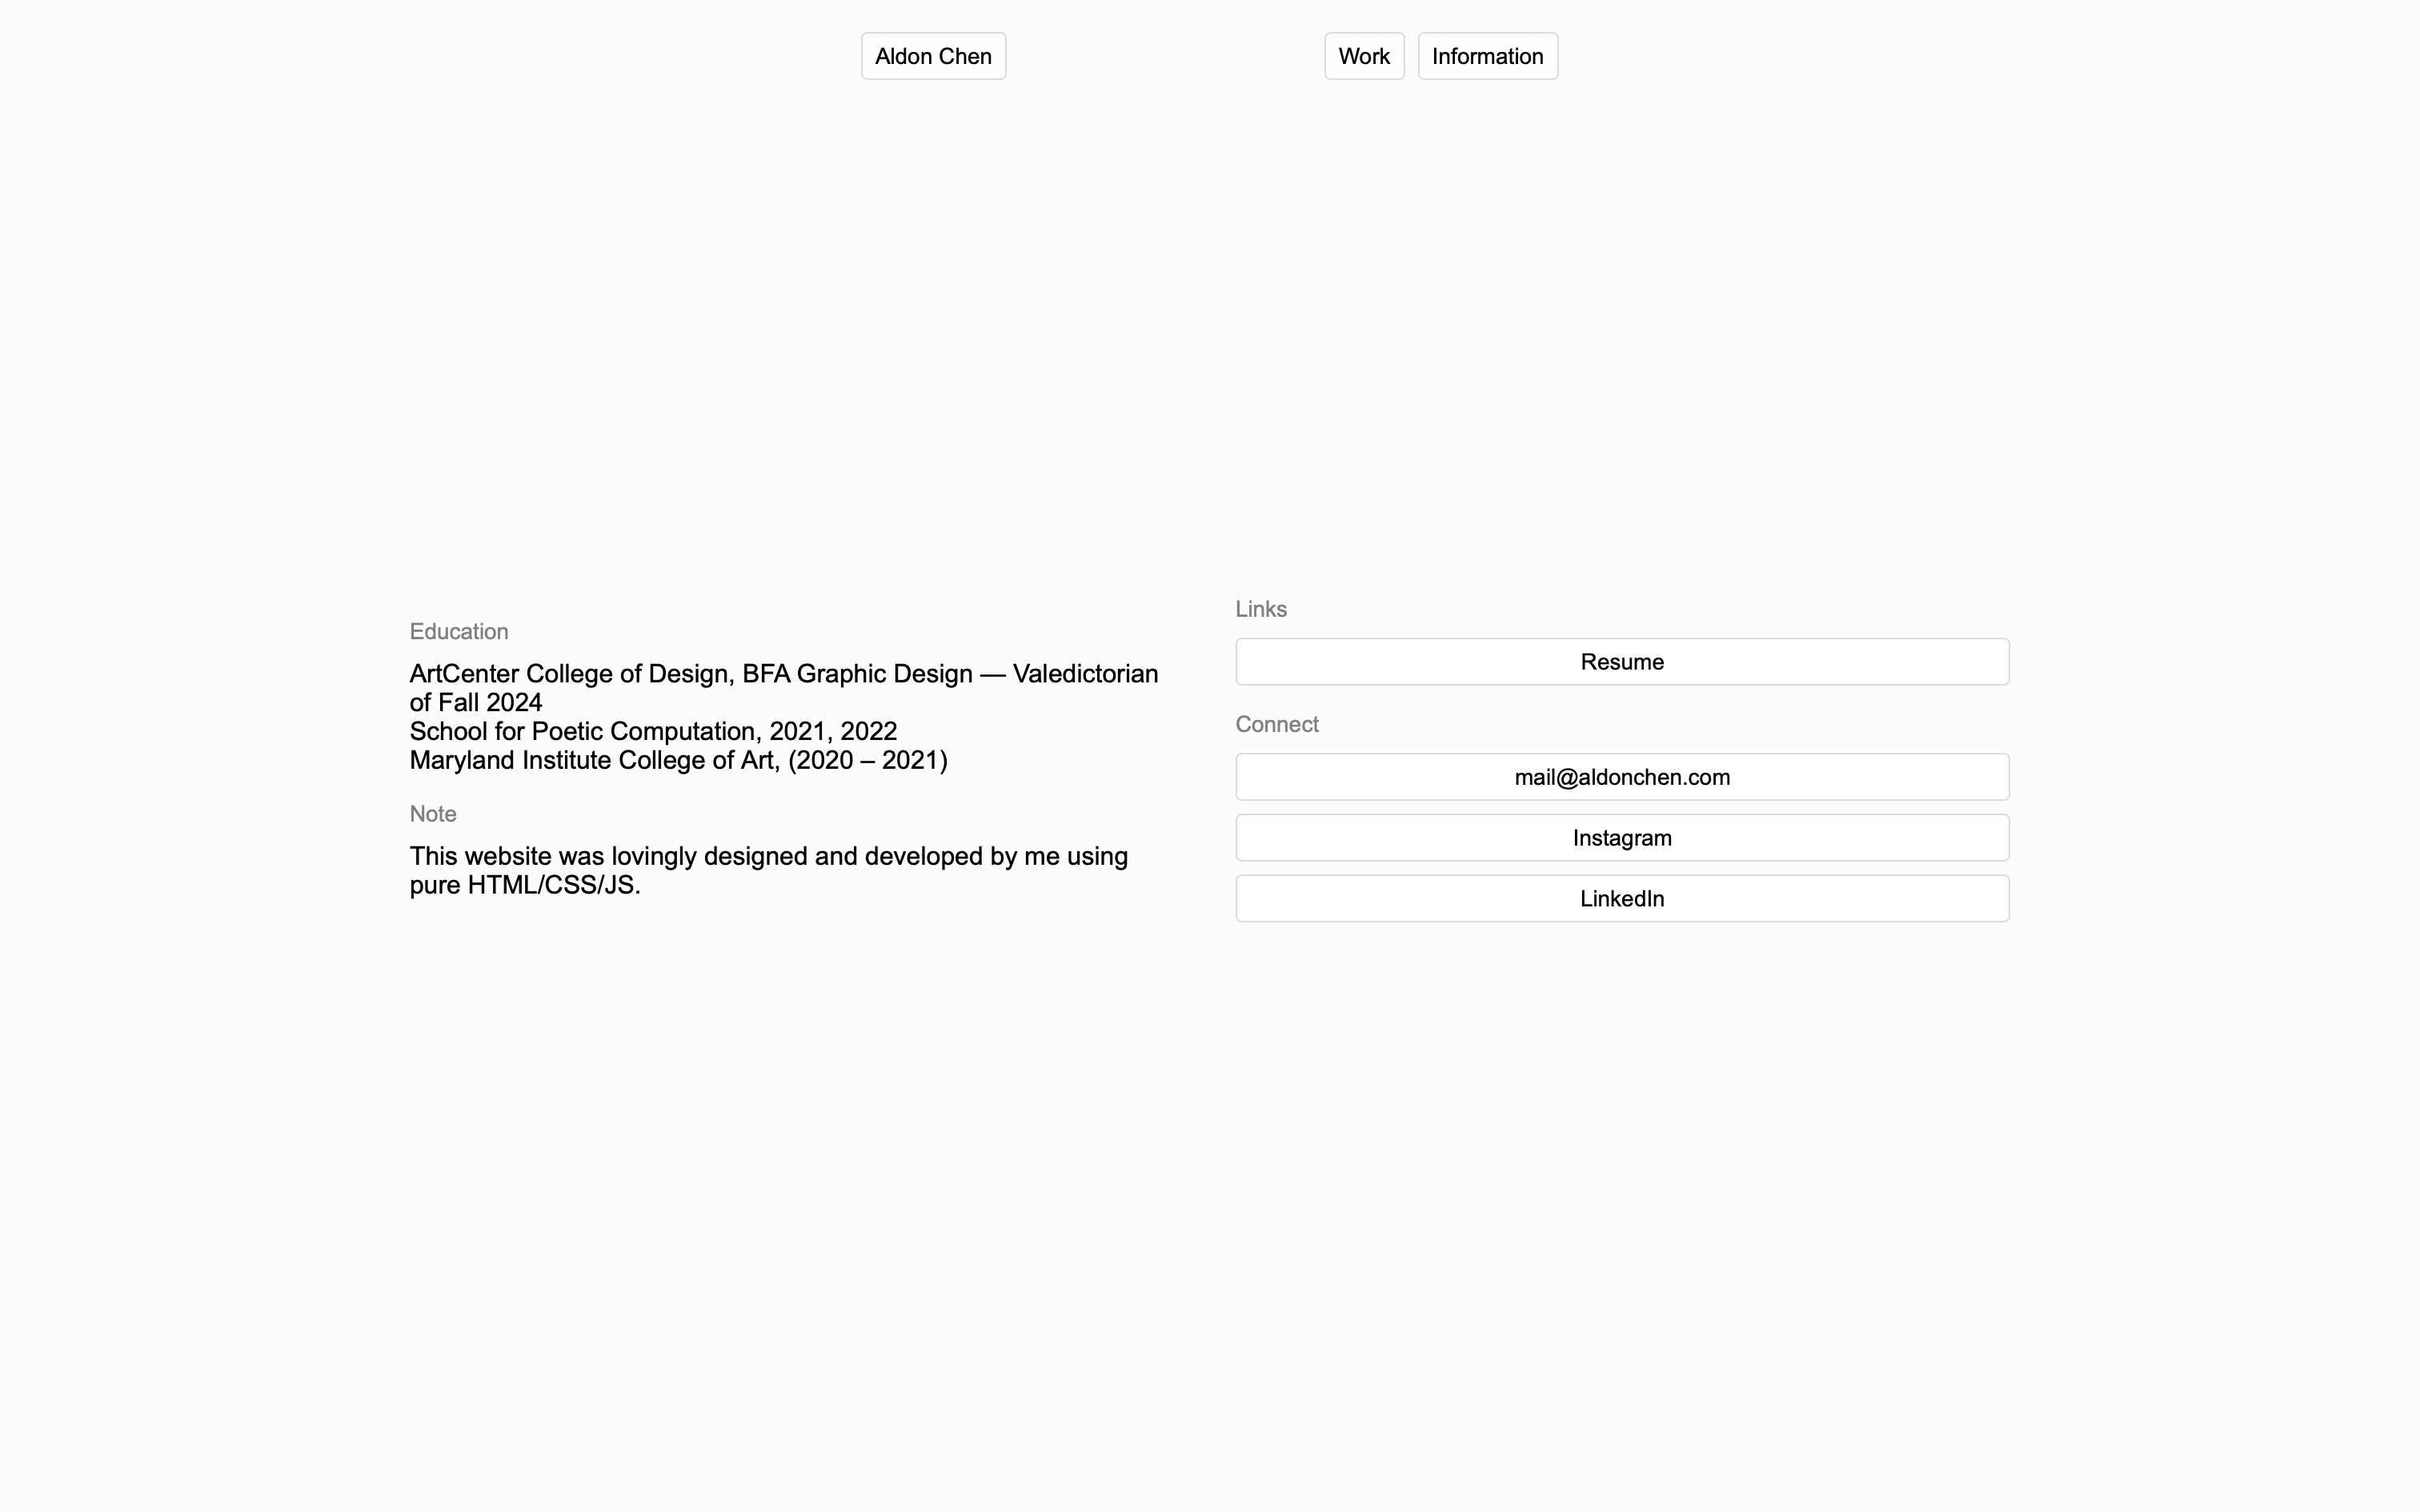 Aldon Chen
Work
Information
Education
ArtCenter College of Design, BFA Graphic Design — Valedictorian
of Fall 2024
School for Poetic Computation, 2021, 2022
Maryland Institute College of Art, (2020 – 2021)
Note
This website was lovingly designed and developed by me using
pure HTML/CSS/JS.
Links
Resume
Connect
mail@aldonchen.com
Instagram
LinkedIn